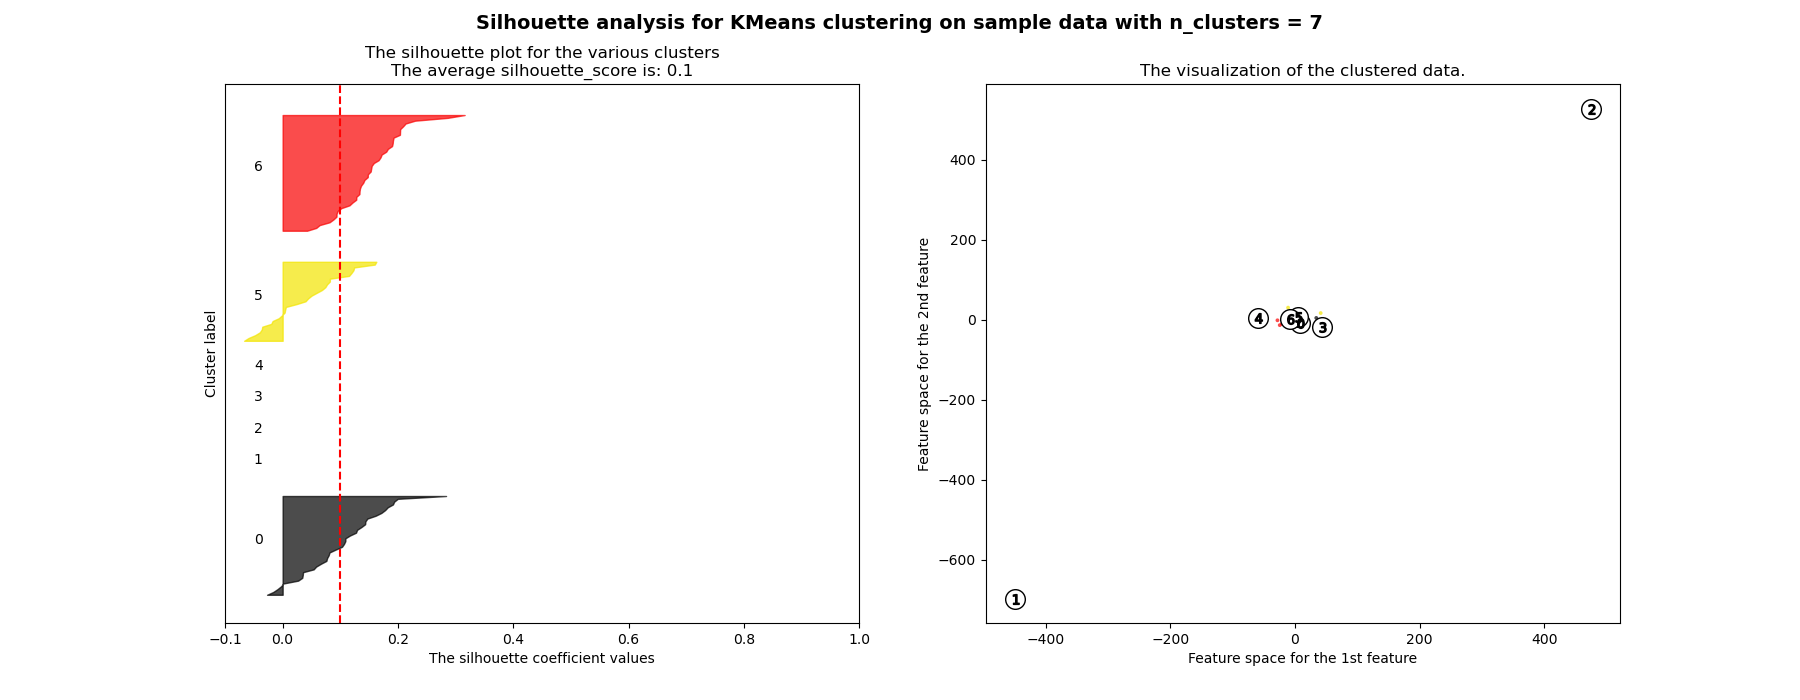 Silhouette analysis for KMeans clustering on sample data with n_clusters = 7
The silhouette plot for the various clusters
The average silhouette_score is: 0.1
6
5
4
3
2
1
0
Cluster label
−0.1 0.0 0.2 0.4 0.6 0.8 1.0
The silhouette coefficient values
The visualization of the clustered data.
400
200
0
−200
−400
−600
Feature space for the 2nd feature
2
4 6 5 0 3
1
−400 −200 0 200 400
Feature space for the 1st feature